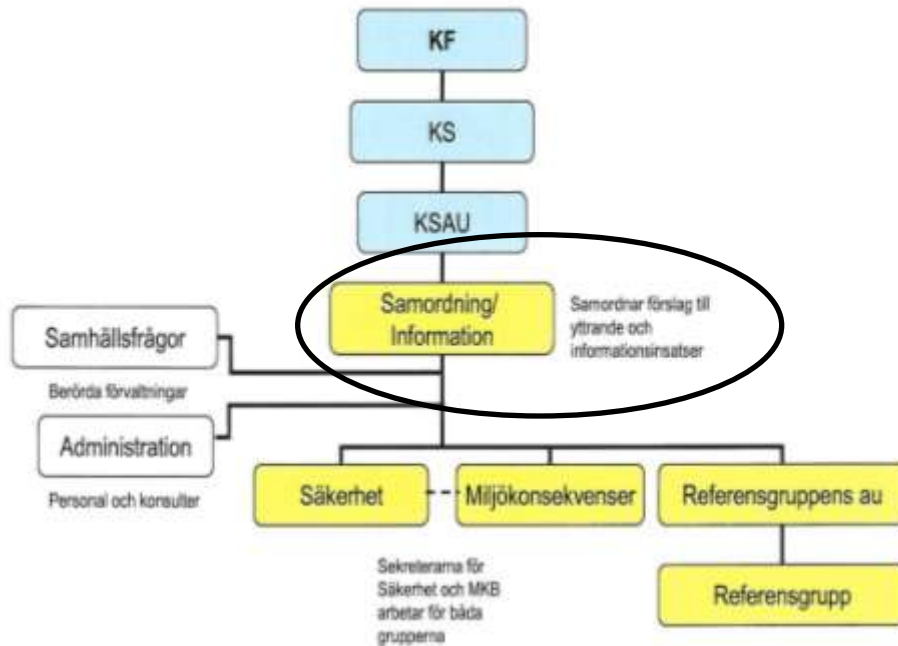 KF
KS
KSAU
Samordning/
Information
Samordnar förslag till
yttrande och
informationsinsatser
Samhällsfrågor
Berörda förvaltningar
Administration
Personal och konsulter
Säkerhet
Miljökonsekvenser
Referensgruppens au
Sekreterarna för
Säkerhet och MKB
arbetar för båda
grupperna
Referensgrupp